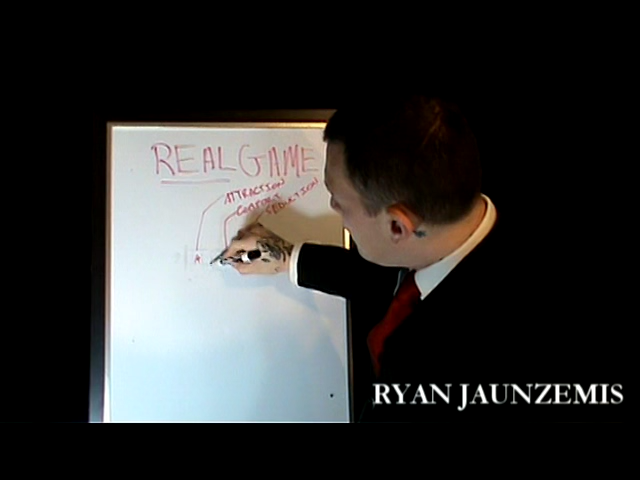 REAL GAME
ATTRACTION
COMFORT
SEDUCTION
A
RYAN JAUNZEMIS